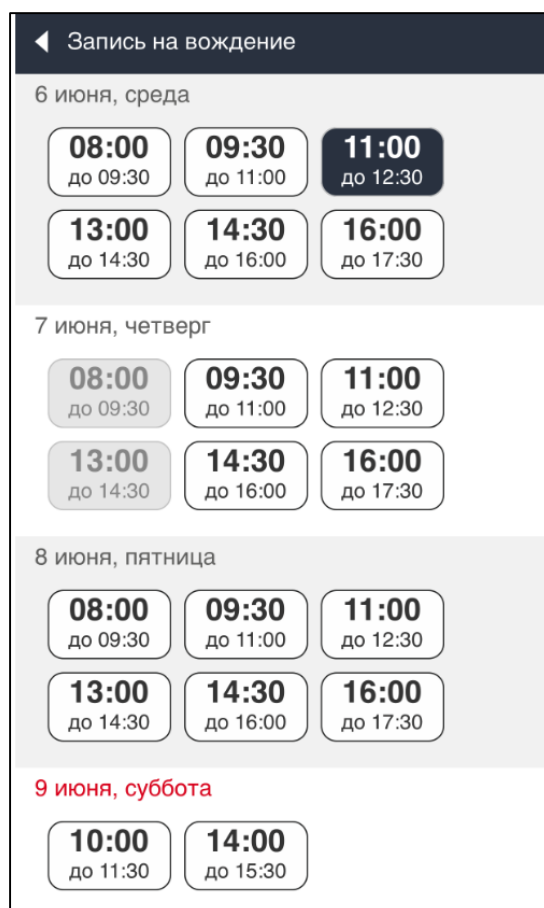 Запись на вождение
6 июня, среда
08:00 09:30 11:00
до 09:30 до 11:00 до 12:30
13:00 14:30 16:00
до 14:30 до 16:00 до 17:30
7 июня, четверг
08:00 09:30 11:00
до 09:30 до 11:00 до 12:30
13:00 14:30 16:00
до 14:30 до 16:00 до 17:30
8 июня, пятница
08:00 09:30 11:00
до 09:30 до 11:00 до 12:30
13:00 14:30 16:00
до 14:30 до 16:00 до 17:30
9 июня, суббота
10:00 14:00
до 11:30 до 15:30